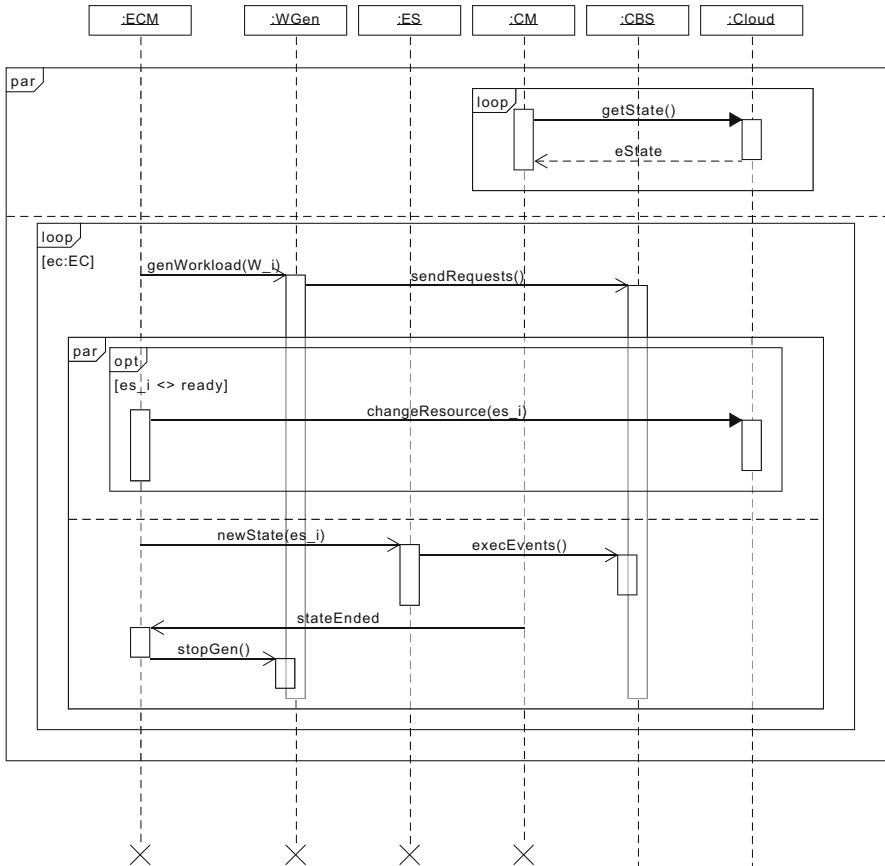 :ECM
:WGen
:ES
:CM
:CBS
:Cloud
par
loop
getState()
eState
loop
[ec:EC]
genWorkload(W_i)
sendRequests()
par
opt
[es_i <> ready]
changeResource(es_i)
newState(es_i)
execEvents()
stateEnded
stopGen()